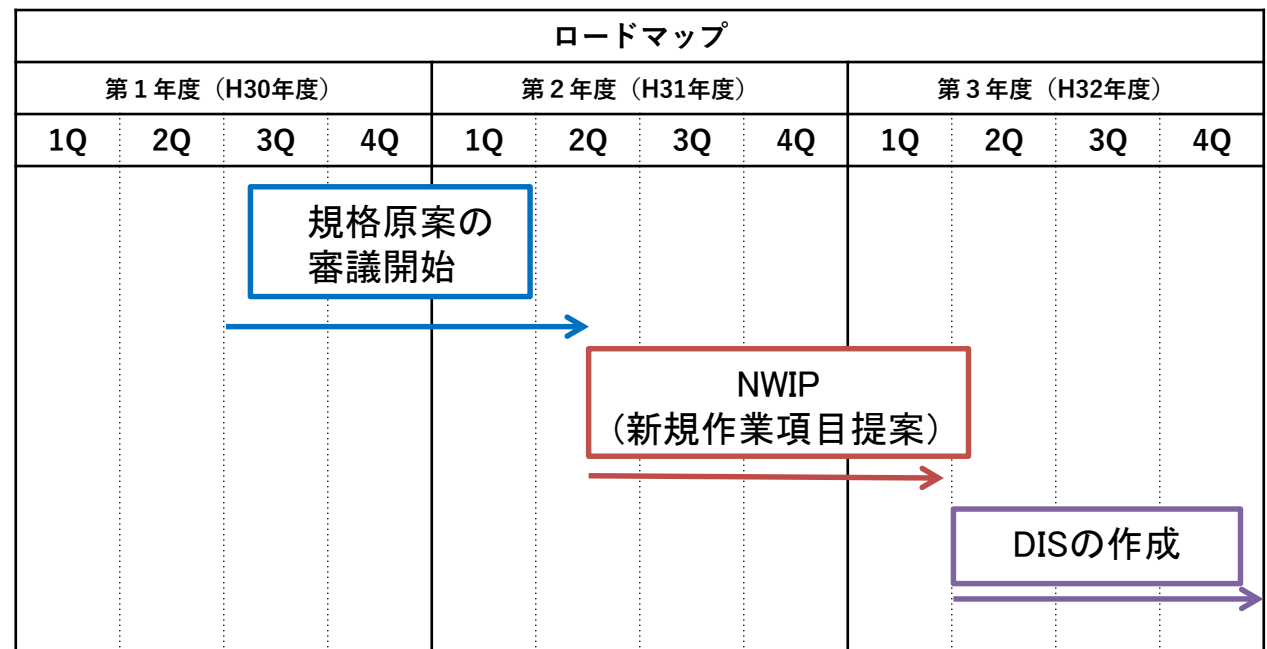 ロードマップ
第１年度（H30年度） 第２年度（H31年度） 第３年度（H32年度）
1Q 2Q 3Q 4Q 1Q 2Q 3Q 4Q 1Q 2Q 3Q 4Q
規格原案の
審議開始
NWIP
（新規作業項目提案）
DISの作成